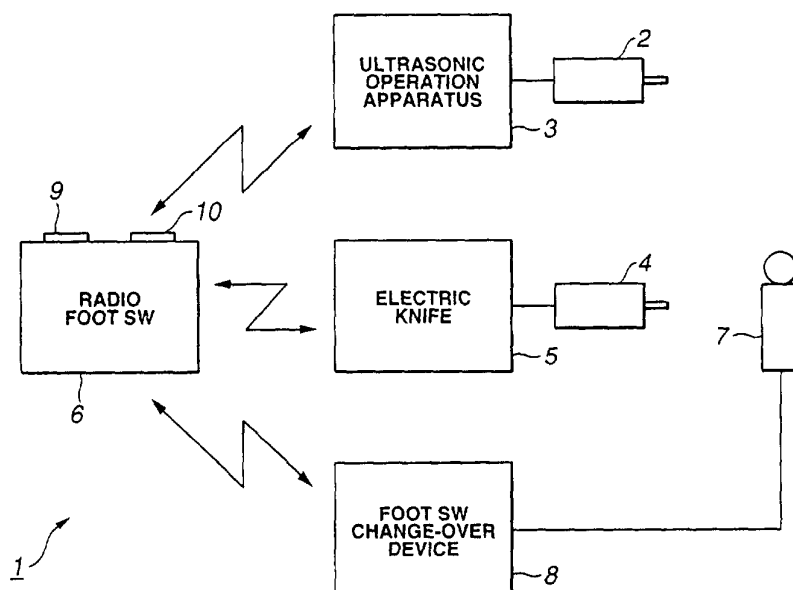 2
ULTRASONIC
OPERATION
APPARATUS
3
9
10
4
RADIO
FOOT SW
ELECTRIC
KNIFE
7
5
6
FOOT SW
CHANGE-OVER
DEVICE
1
8